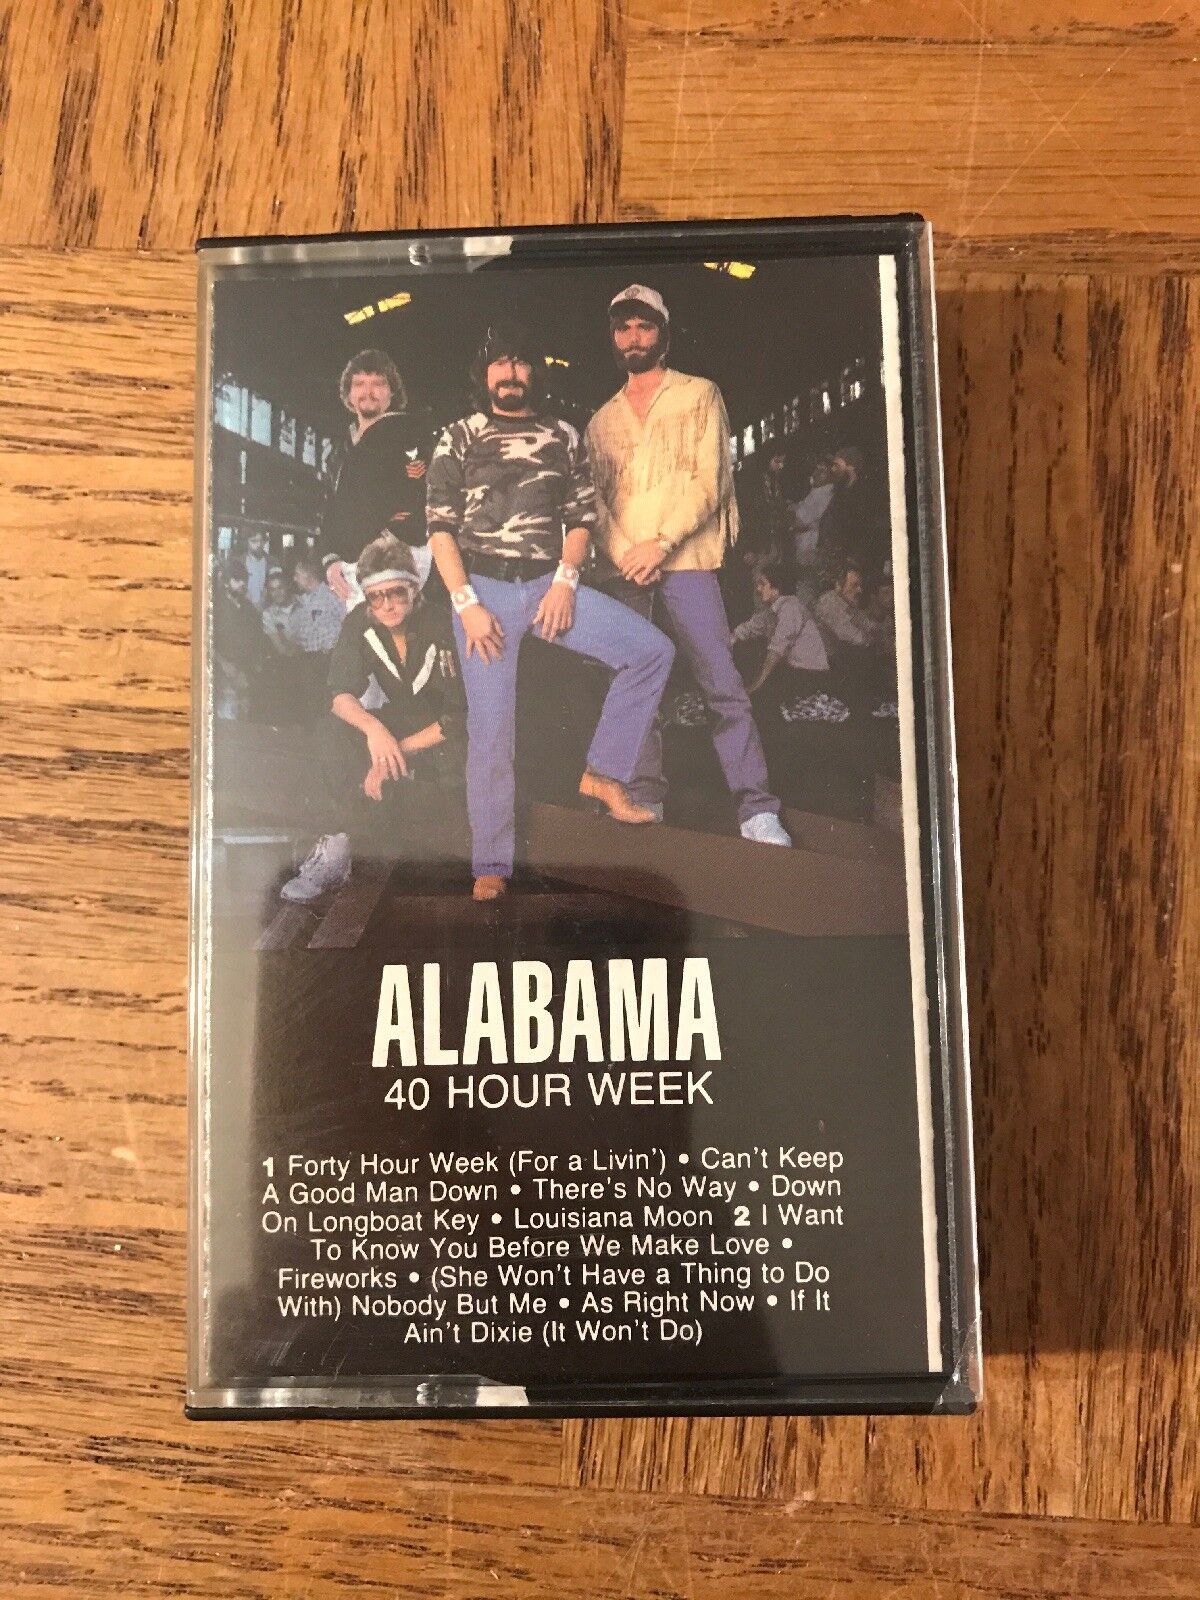 ALABAMA
40 HOUR WEEK
1 Forty Hour Week (For a Livin') • Can't Keep
A Good Man Down • There's No Way • Down
On Longboat Key • Louisiana Moon 2 I Want
To Know You Before We Make Love •
Fireworks • (She Won't Have a Thing to Do
With) Nobody But Me • As Right Now • If It
Ain't Dixie (It Won't Do)